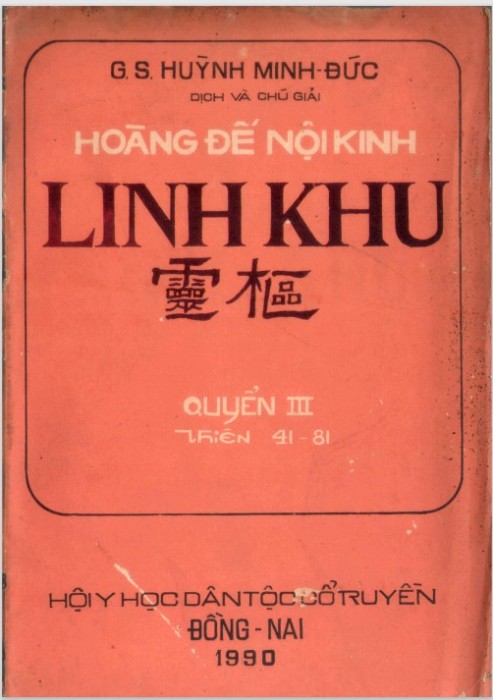 G.S. HUỲNH MINH-ĐỨC
DỊCH VÀ CHÚ GIẢI
HOÀNG ĐẾ NỘI KINH
LINH KHU
靈樞
QUYỂN III
THIÊN 41-81
HỘI Y HỌC DÂN TỘC CỔ TRUYỀN
ĐỒNG-NAI
1990